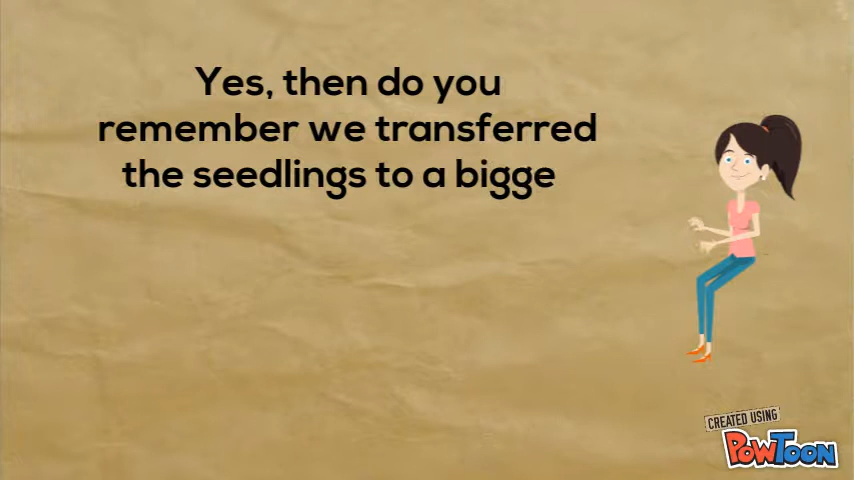 Yes, then do you
remember we transferred
the seedlings to a bigge
CREATED USING
POWTOON